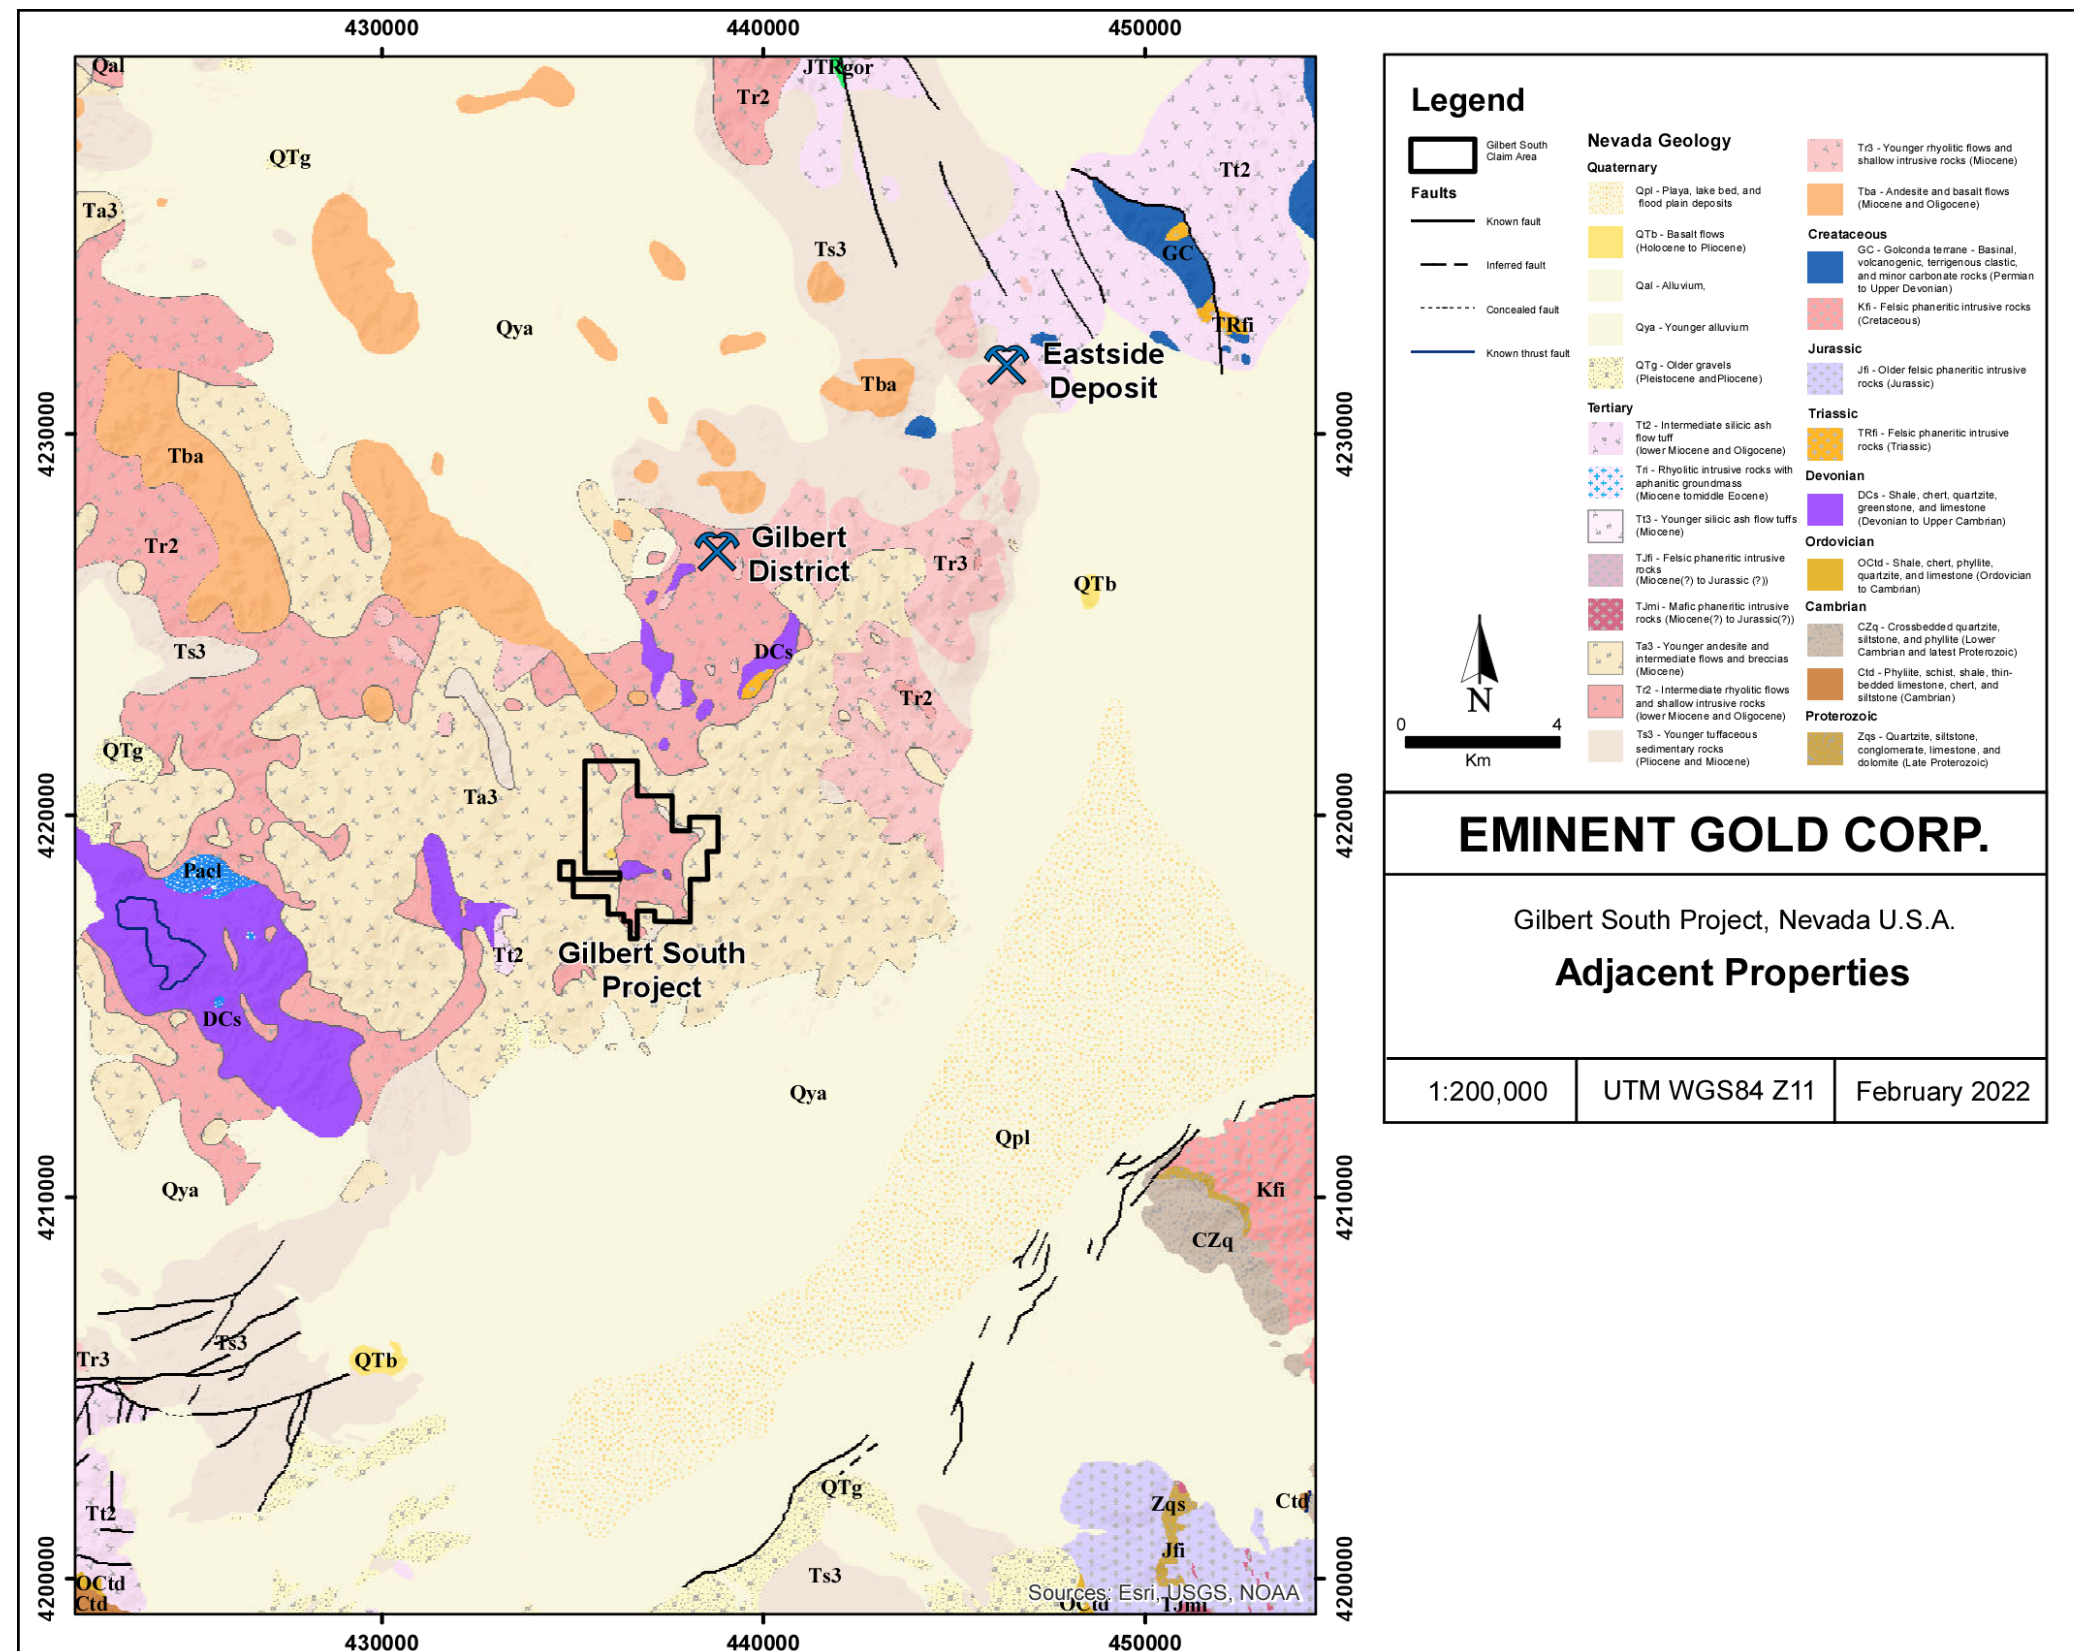 430000
440000
450000
Qal
JTRgor
Tr2
QTg
Tt2
Ta3
Ts3
GC
Qya
TRfi
Eastside
Deposit
Tba
4230000
4230000
Tba
Gilbert
District
Tr2
Tr3
QTb
Ts3
DCs
Tr2
QTg
Ta3
4220000
4220000
Pacl
Gilbert South
Project
Tt2
DCs
Qya
Qpl
Qya
Kfi
4210000
4210000
CZq
Ts3
Tr3
QTb
QTg
Zqs
Ctd
Tt2
Jfi
Ts3
OCtd
4200000
4200000
Sources: Esri, USGS, NOAA
Ctd
OCtd
TJmi
430000
440000
450000
Legend
Gilbert South
Claim Area
Faults
Known fault
Inferred fault
Concealed fault
Known thrust fault
N
0
4
Km
Nevada Geology
Quaternary
Qpl - Playa, lake bed, and
flood plain deposits
QTb - Basalt flows
(Holocene to Pliocene)
Qal - Alluvium,
Qya - Younger alluvium
QTg - Older gravels
(Pleistocene andPliocene)
Tertiary
Tt2 - Intermediate silicic ash
flow tuff
(lower Miocene and Oligocene)
Tri - Rhyolitic intrusive rocks with
aphanitic groundmass
(Miocene tomiddle Eocene)
Tt3 - Younger silicic ash flow tuffs
(Miocene)
TJfi - Felsic phaneritic intrusive
rocks
(Miocene(?) to Jurassic (?))
TJmi - Mafic phaneritic intrusive
rocks (Miocene(?) to Jurassic(?))
Ta3 - Younger andesite and
intermediate flows and breccias
(Miocene)
Tr2 - Intermediate rhyolitic flows
and shallow intrusive rocks
(lower Miocene and Oligocene)
Ts3 - Younger tuffaceous
sedimentary rocks
(Pliocene and Miocene)
Tr3 - Younger rhyolitic flows and
shallow intrusive rocks (Miocene)
Tba - Andesite and basalt flows
(Miocene and Oligocene)
Creataceous
GC - Golconda terrane - Basinal,
volcanogenic, terrigenous clastic,
and minor carbonate rocks (Permian
to Upper Devonian)
Kfi - Felsic phaneritic intrusive rocks
(Cretaceous)
Jurassic
Jfi - Older felsic phaneritic intrusive
rocks (Jurassic)
Triassic
TRfi - Felsic phaneritic intrusive
rocks (Triassic)
Devonian
DCs - Shale, chert, quartzite,
greenstone, and limestone
(Devonian to Upper Cambrian)
Ordovician
OCtd - Shale, chert, phyllite,
quartzite, and limestone (Ordovician
to Cambrian)
Cambrian
CZq - Crossbedded quartzite,
siltstone, and phyllite (Lower
Cambrian and latest Proterozoic)
Ctd - Phyllite, schist, shale, thin-
bedded limestone, chert, and
siltstone (Cambrian)
Proterozoic
Zqs - Quartzite, siltstone,
conglomerate, limestone, and
dolomite (Late Proterozoic)
EMINENT GOLD CORP.
Gilbert South Project, Nevada U.S.A.
Adjacent Properties
1:200,000
UTM WGS84 Z11
February 2022